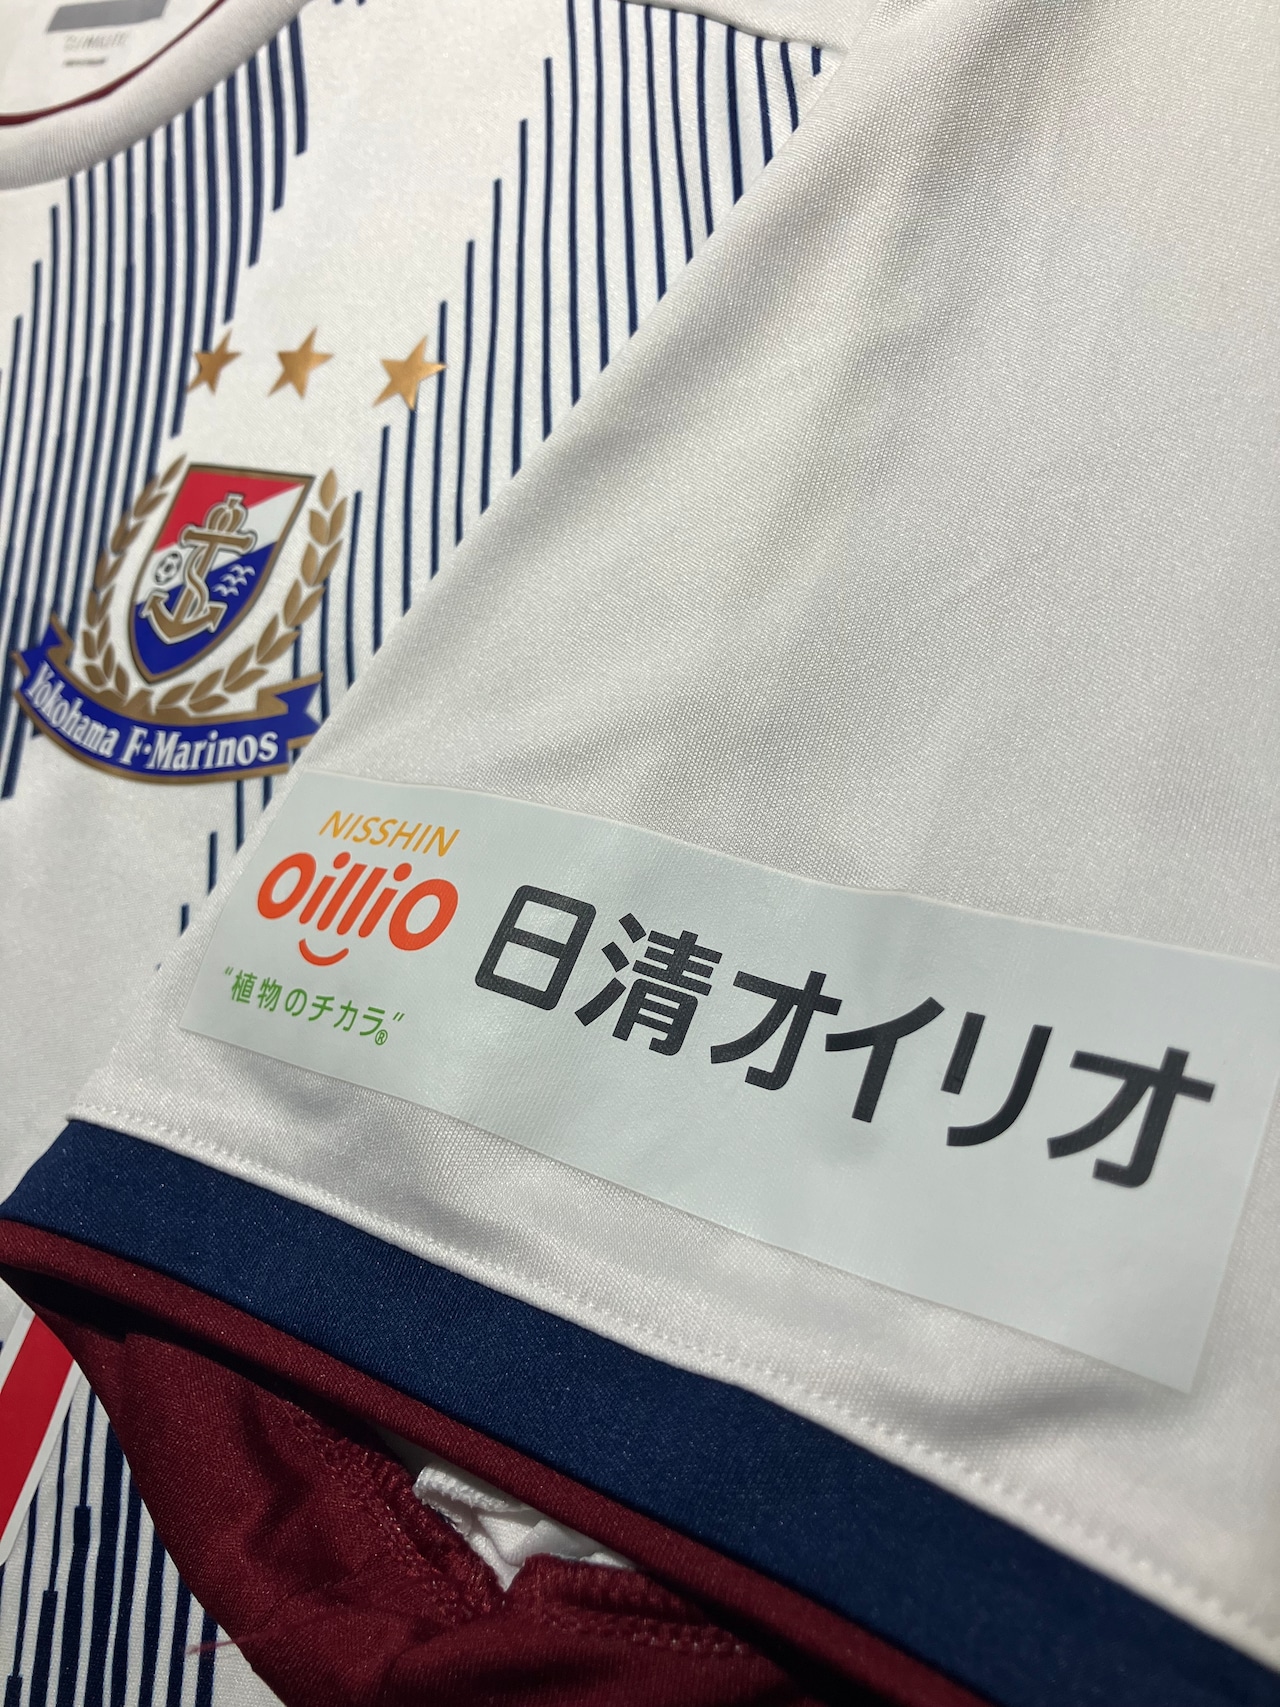 Yokohama F·Marinos
NISSHIN
OilliO
“植物のチカラ®”
日清オイリオ